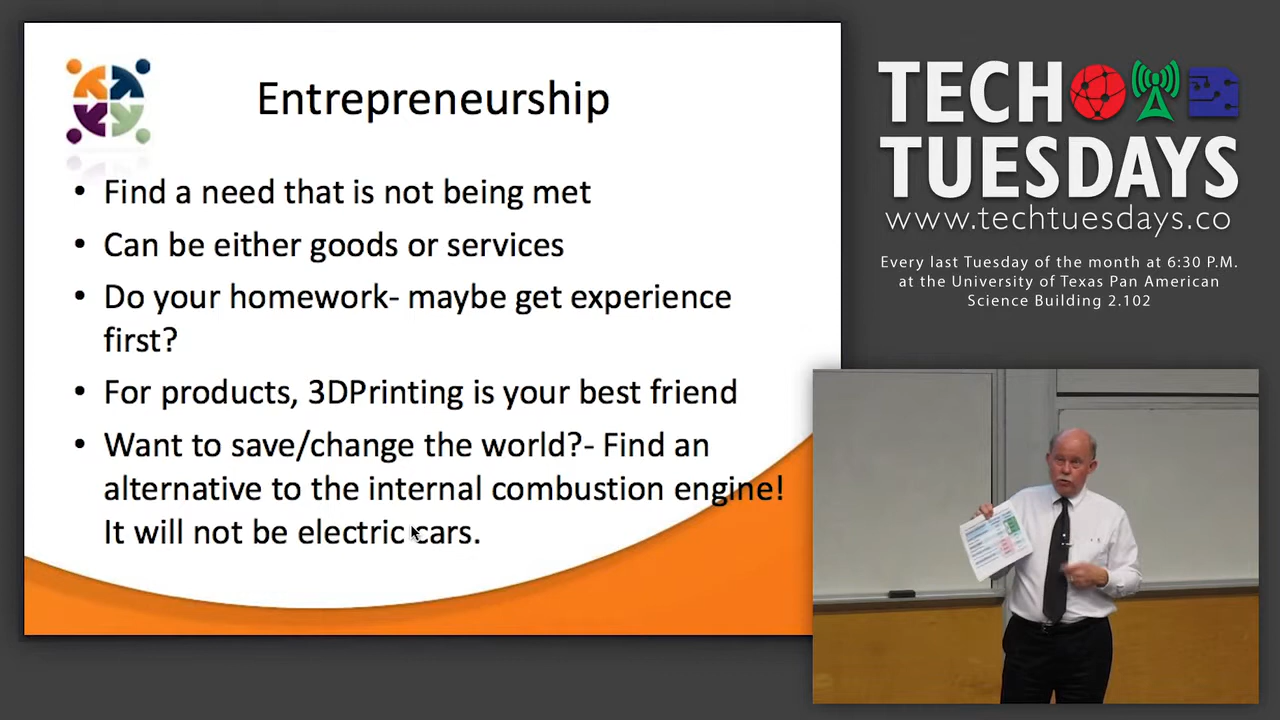 Entrepreneurship
• Find a need that is not being met
• Can be either goods or services
• Do your homework- maybe get experience
first?
• For products, 3DPrinting is your best friend
• Want to save/change the world?- Find an
alternative to the internal combustion engine!
It will not be electric cars.
TECH
TUESDAYS
www.techtuesdays.co
Every last Tuesday of the month at 6:30 P.M.
at the University of Texas Pan American
Science Building 2.102